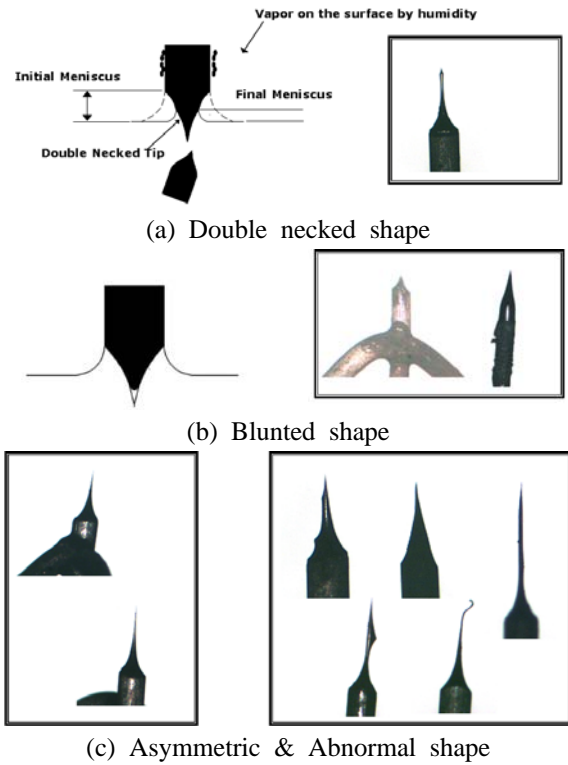 Vapor on the surface by humidity
Initial Meniscus
Final Meniscus
Double Necked Tip
(a) Double necked shape
(b) Blunted shape
(c) Asymmetric & Abnormal shape